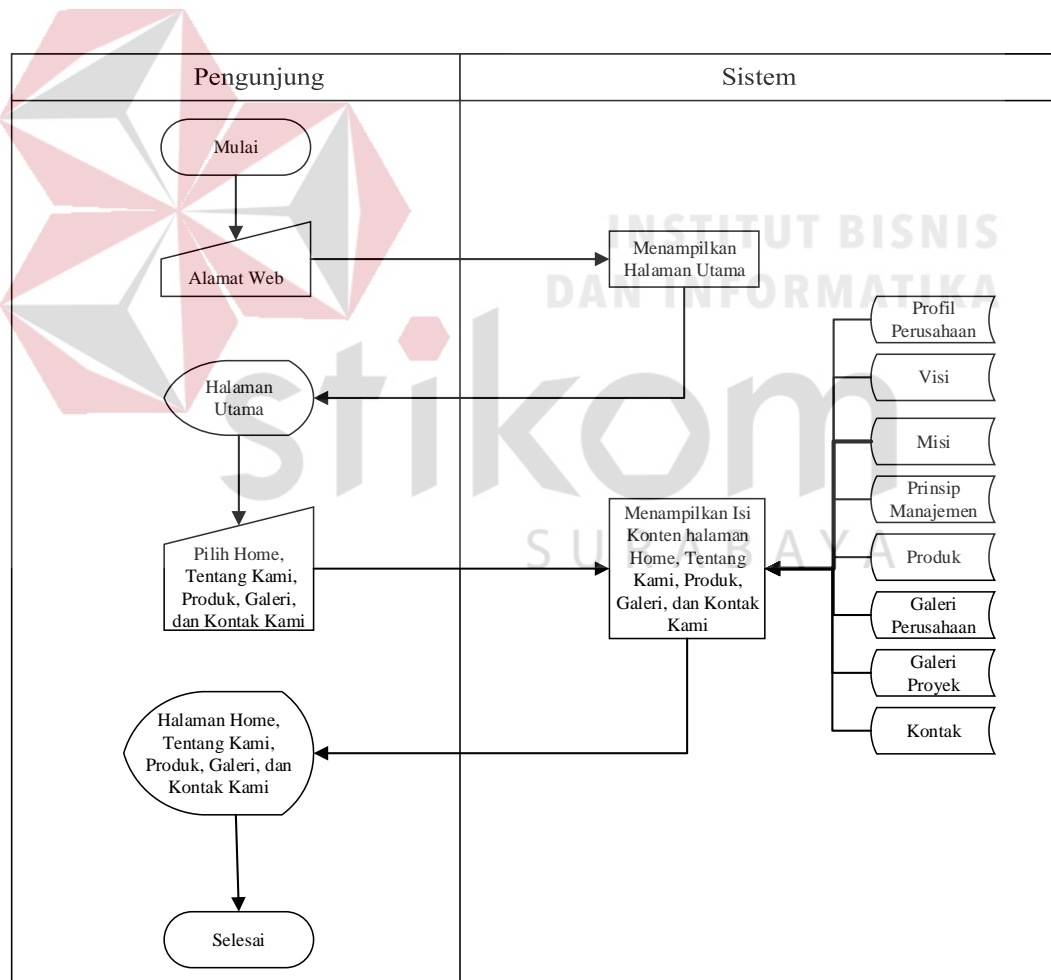 Pengunjung
Sistem
Mulai
Alamat Web
Menampilkan
Halaman Utama
Halaman
Utama
Pilih Home,
Tentang Kami,
Produk, Galeri,
dan Kontak Kami
Menampilkan Isi
Konten halaman
Home, Tentang
Kami, Produk,
Galeri, dan Kontak
Kami
Profil
Perusahaan
Visi
Misi
Prinsip
Manajemen
Produk
Galeri
Perusahaan
Galeri
Proyek
Kontak
Halaman Home,
Tentang Kami,
Produk, Galeri, dan
Kontak Kami
Selesai
INSTITUT BISNIS
DAN INFORMATIKA
stikom
SURABAYA